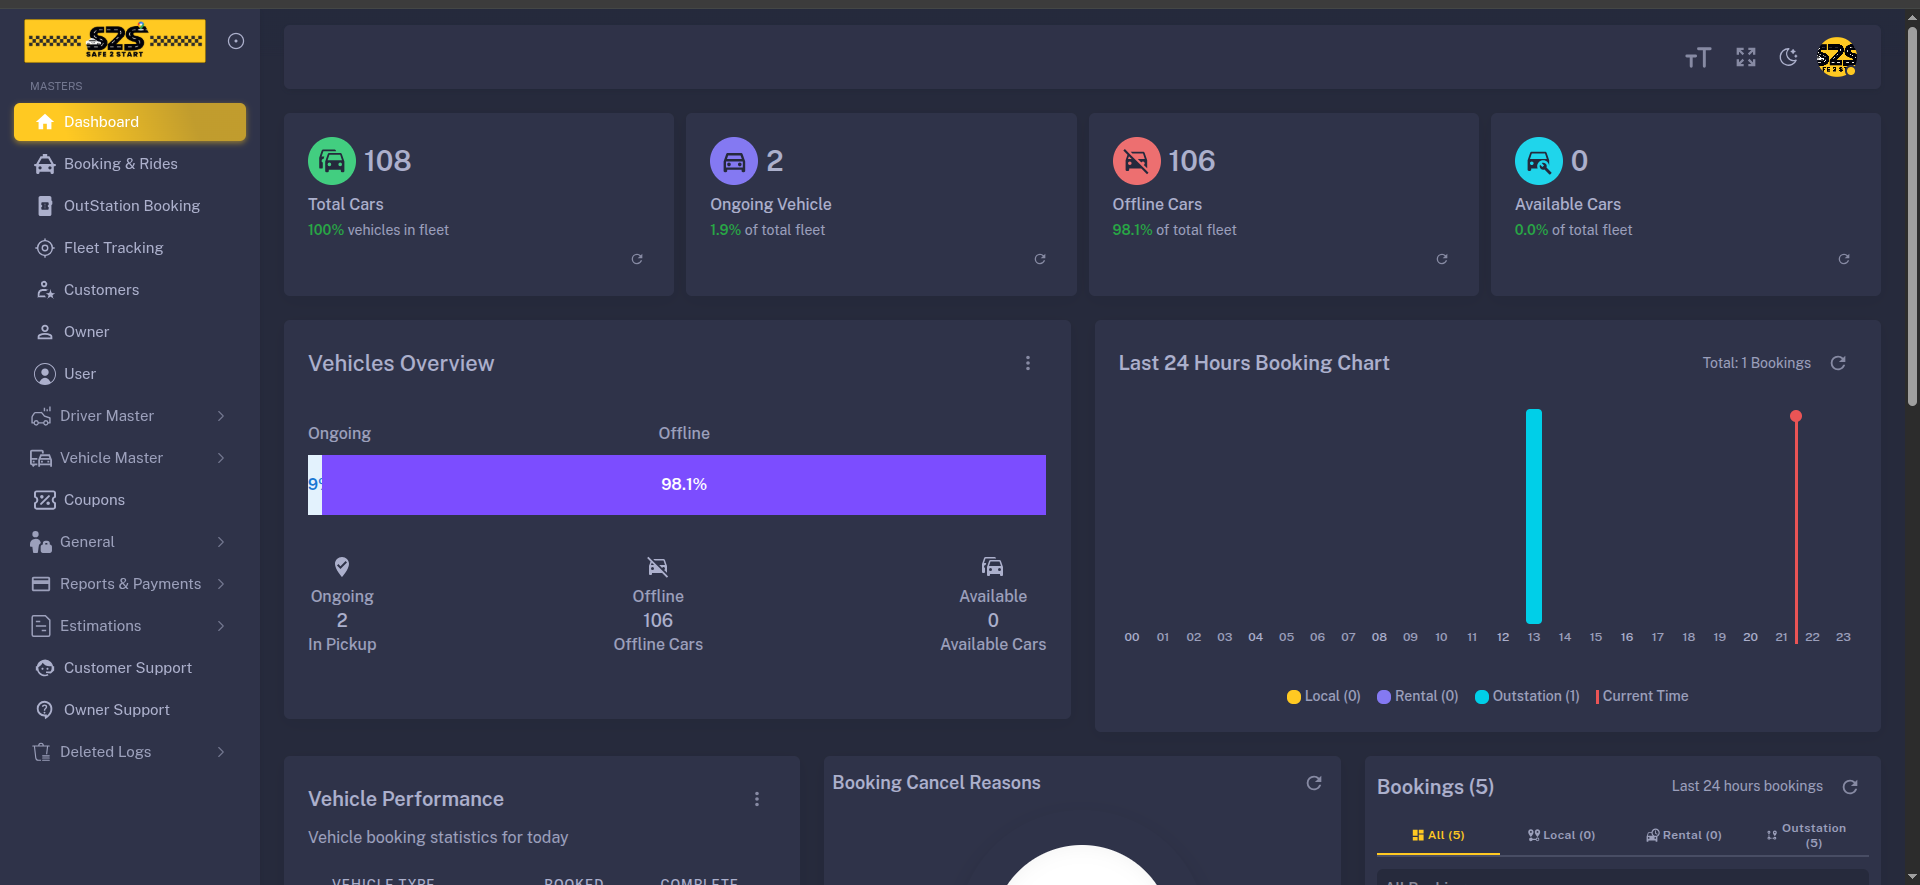 S2S
SAFE 2 START
MASTERS
Dashboard
Booking & Rides
OutStation Booking
Fleet Tracking
Customers
Owner
User
Driver Master
Vehicle Master
Coupons
General
Reports & Payments
Estimations
Customer Support
Owner Support
Deleted Logs
TT
S2S
108
Total Cars
100% vehicles in fleet
2
Ongoing Vehicle
1.9% of total fleet
106
Offline Cars
98.1% of total fleet
0
Available Cars
0.0% of total fleet
Vehicles Overview
Ongoing Offline
9% 98.1%
Ongoing
2
In Pickup
Offline
106
Offline Cars
Available
0
Available Cars
Last 24 Hours Booking Chart
Total: 1 Bookings
00 01 02 03 04 05 06 07 08 09 10 11 12 13 14 15 16 17 18 19 20 21 22 23
Local (0) Rental (0) Outstation (1) Current Time
Vehicle Performance
Vehicle booking statistics for today
VEHICLE TYPE BOOKED COMPLETE
Booking Cancel Reasons
Bookings (5)
Last 24 hours bookings
All (5) Local (0) Rental (0) Outstation
(5)